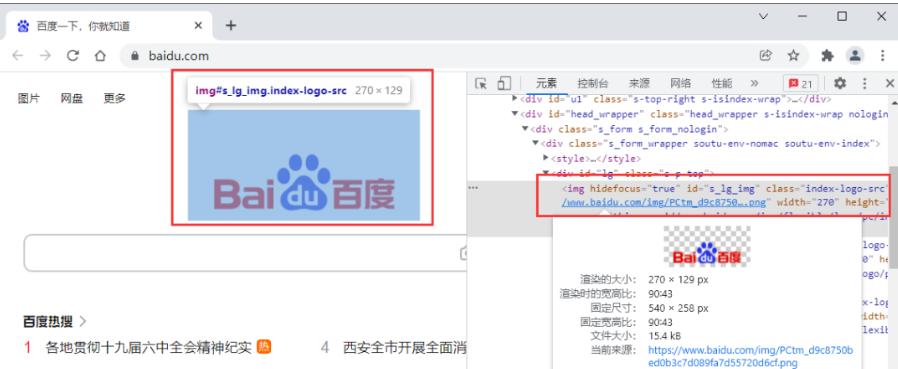 百度一下，你就知道
baidu.com
图片 网盘 更多
img#s_lg_img.index-logo-src 270 × 129
Bai du 百度
百度热搜 >
1 各地贯彻十九届六中全会精神纪实 热
4 西安全市开展全面消
元素 控制台 来源 网络 性能 » 21
<div id="u1" class="s-top-right s-isindex-wrap">…</div>
<div id="head_wrapper" class="head_wrapper s-isindex-wrap nologin
<div class="s_form s_form_nologin">
<div class="s_form_wrapper soutu-env-nomac soutu-env-index">
<style>…</style>
<div id="lg" class="s-p-top">
<img hidefocus="true" id="s_lg_img" class="index-logo-src"
/www.baidu.com/img/PCtm_d9c8750….png" width="270" height="
Bai du 百度
渲染的大小： 270 × 129 px
渲染时的宽高比： 90:43
固定尺寸： 540 × 258 px
固定宽高比： 90:43
文件大小： 15.4 kB
当前来源： https://www.baidu.com/img/PCtm_d9c8750b
ed0b3c7d089fa7d55720d6cf.png